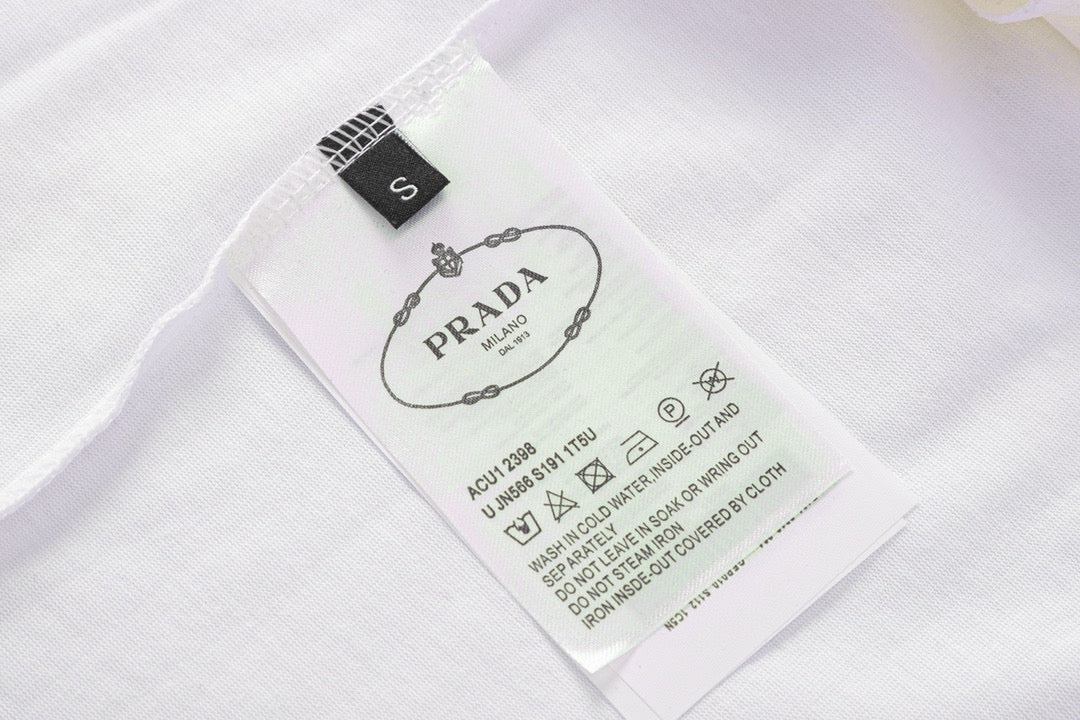 S
PRADA
MILANO
DAL 1913
ACU1 2398
U JN566 S191 1T5U
P
W
WASH IN COLD WATER,INSIDE-OUT AND
SEPARATELY
DO NOT LEAVE IN SOAK OR WRING OUT
DO NOT STEAM IRON
IRON INSDE-OUT COVERED BY CLOTH